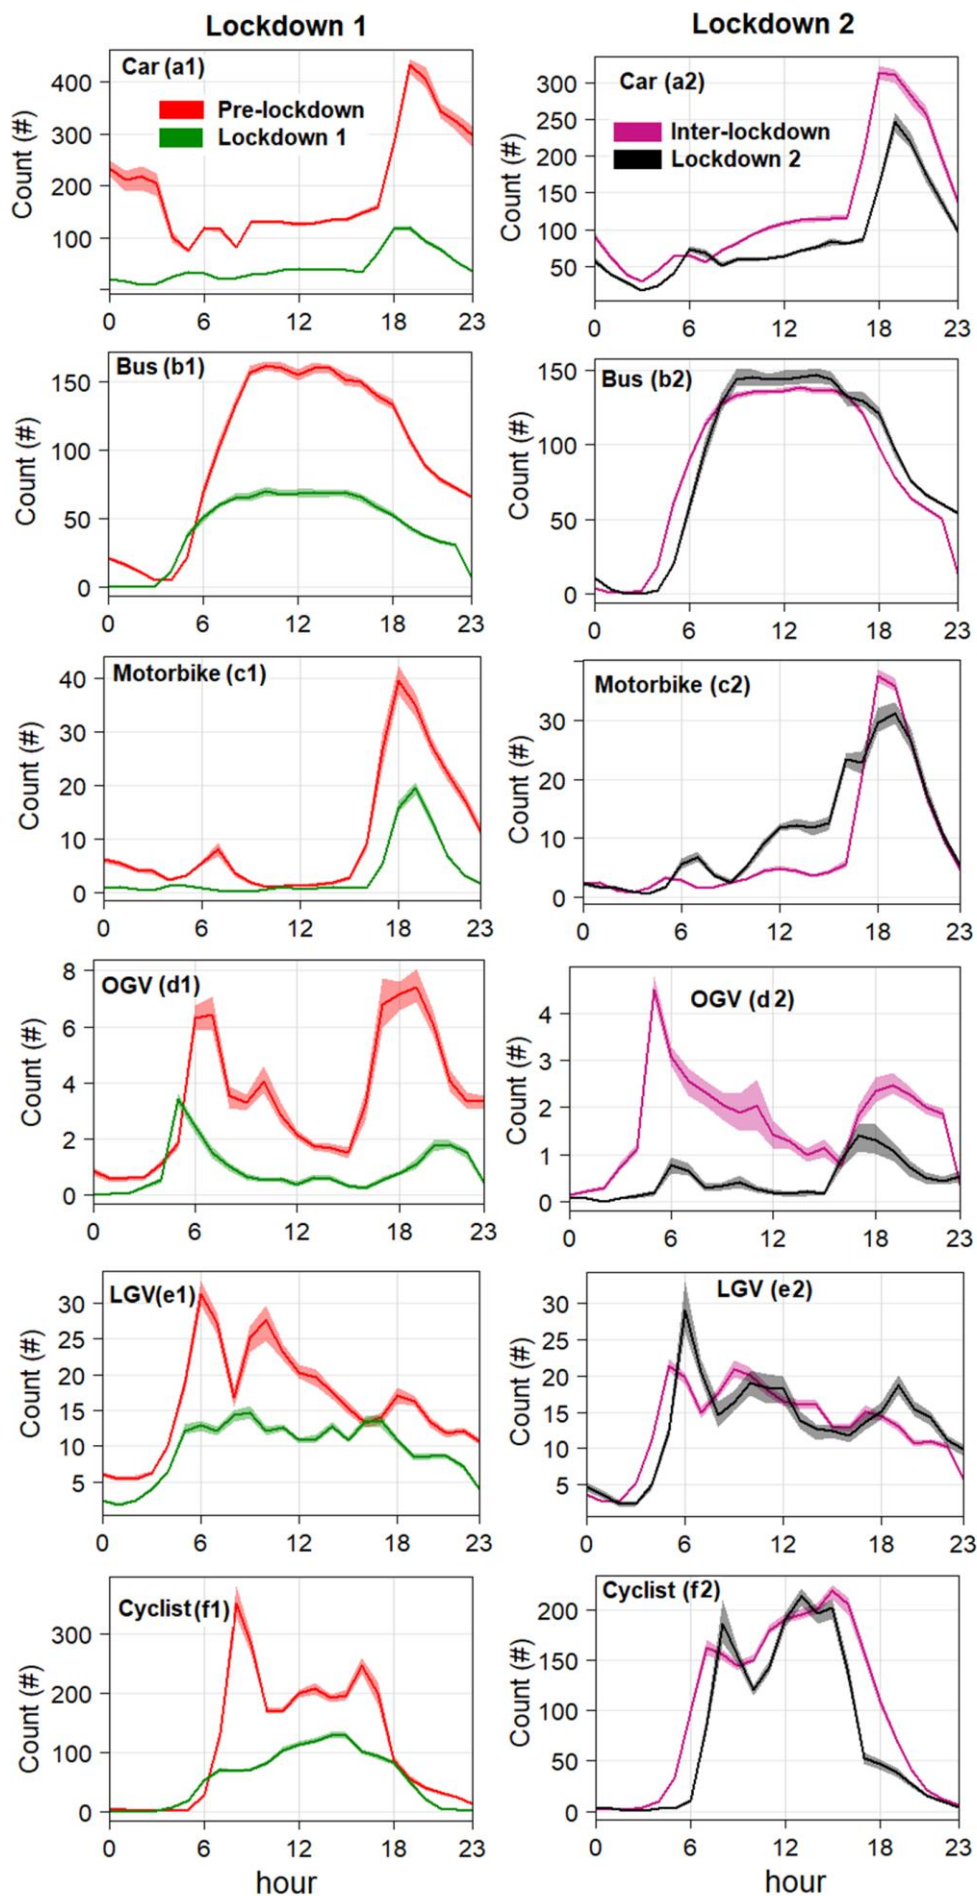 Lockdown 1
Lockdown 2
Car (a1)
Pre-lockdown
Lockdown 1
Count (#)
400
300
200
100
0 6 12 18 23
Car (a2)
Inter-lockdown
Lockdown 2
Count (#)
300
250
200
150
100
50
0 6 12 18 23
Bus (b1)
Count (#)
150
100
50
0
0 6 12 18 23
Bus (b2)
Count (#)
150
100
50
0
0 6 12 18 23
Motorbike (c1)
Count (#)
40
30
20
10
0
0 6 12 18 23
Motorbike (c2)
Count (#)
30
20
10
0
0 6 12 18 23
OGV (d1)
Count (#)
8
6
4
2
0
0 6 12 18 23
OGV (d 2)
Count (#)
4
3
2
1
0
0 6 12 18 23
LGV(e1)
Count (#)
30
25
20
15
10
5
0 6 12 18 23
LGV (e2)
Count (#)
30
25
20
15
10
5
0 6 12 18 23
Cyclist (f1)
Count (#)
300
200
100
0
0 6 12 18 23
hour
Cyclist (f2)
Count (#)
200
150
100
50
0
0 6 12 18 23
hour